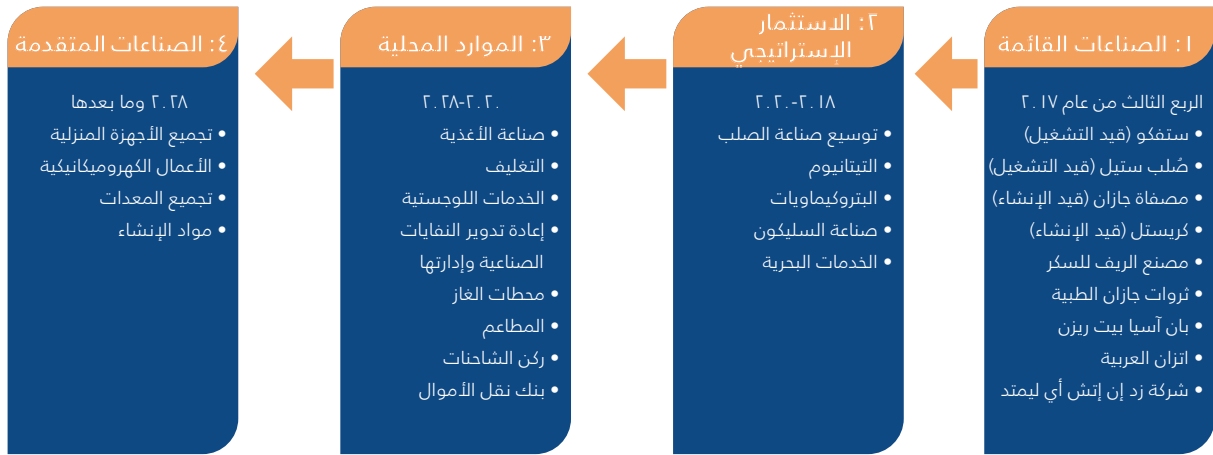 ١: الصناعات القائمة
الربع الثالث من عام ٢٠١٧
• ستفكو (قيد التشغيل)
• صُلب ستيل (قيد التشغيل)
• مصفاة جازان (قيد الإنشاء)
• كريستل (قيد الإنشاء)
• مصنع الريف للسكر
• ثروات جازان الطبية
• بان آسيا بيت ريزن
• اتزان العربية
• شركة زد إن إتش أي ليمتد
٢: الاستثمار
الإستراتيجي
٢٠١٨-٢٠٢٠
• توسيع صناعة الصلب
• التيتانيوم
• البتروكيماويات
• صناعة السليكون
• الخدمات البحرية
٣: الموارد المحلية
٢٠٢٠-٢٠٢٨
• صناعة الأغذية
• التغليف
• الخدمات اللوجستية
• إعادة تدوير النفايات
الصناعية وإدارتها
• محطات الغاز
• المطاعم
• ركن الشاحنات
• بنك نقل الأموال
٤: الصناعات المتقدمة
٢٠٢٨ وما بعدها
• تجميع الأجهزة المنزلية
• الأعمال الكهروميكانيكية
• تجميع المعدات
• مواد الإنشاء